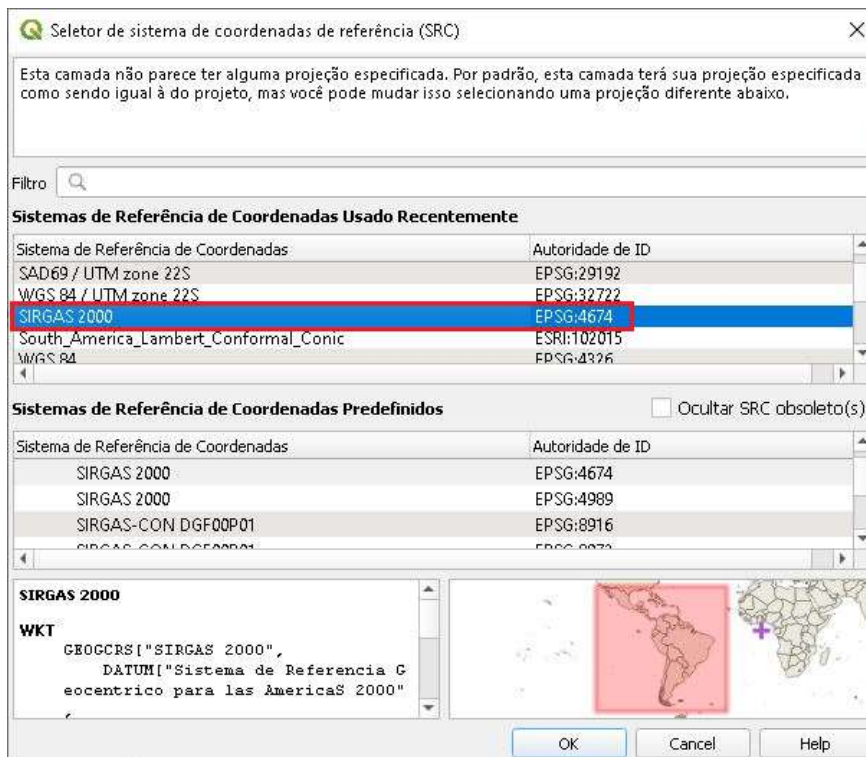 Seletor de sistema de coordenadas de referência (SRC)
Esta camada não parece ter alguma projeção especificada. Por padrão, esta camada terá sua projeção especificada
como sendo igual à do projeto, mas você pode mudar isso selecionando uma projeção diferente abaixo.
Filtro
Sistemas de Referência de Coordenadas Usado Recentemente
Sistema de Referência de Coordenadas Autoridade de ID
SAD69 / UTM zone 22S EPSG:29192
WGS 84 / UTM zone 22S EPSG:32722
SIRGAS 2000 EPSG:4674
South_America_Lambert_Conformal_Conic ESRI:102015
WGS 84 EPSG:4326
Sistemas de Referência de Coordenadas Predefinidos Ocultar SRC obsoleto(s)
Sistema de Referência de Coordenadas Autoridade de ID
SIRGAS 2000 EPSG:4674
SIRGAS 2000 EPSG:4989
SIRGAS-CON DGF00P01 EPSG:8916
SIRGAS 2000
WKT
GEOGCRS["SIRGAS 2000",
DATUM["Sistema de Referencia G
eocentrico para las AmericaS 2000"
,
OK Cancel Help